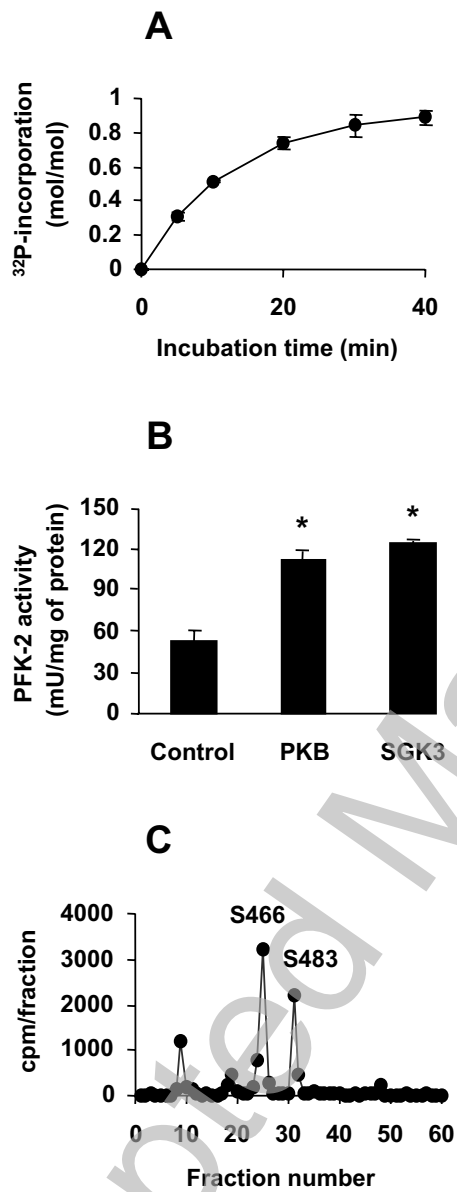 A
³²P-incorporation
(mol/mol)
1
0.8
0.6
0.4
0.2
0
0 20 40
Incubation time (min)
B
PFK-2 activity
(mU/mg of protein)
150
120
90
60
30
0
* *
Control PKB SGK3
C
cpm/fraction
4000
3000
2000
1000
0
S466
S483
0 10 20 30 40 50 60
Fraction number
pted Ma